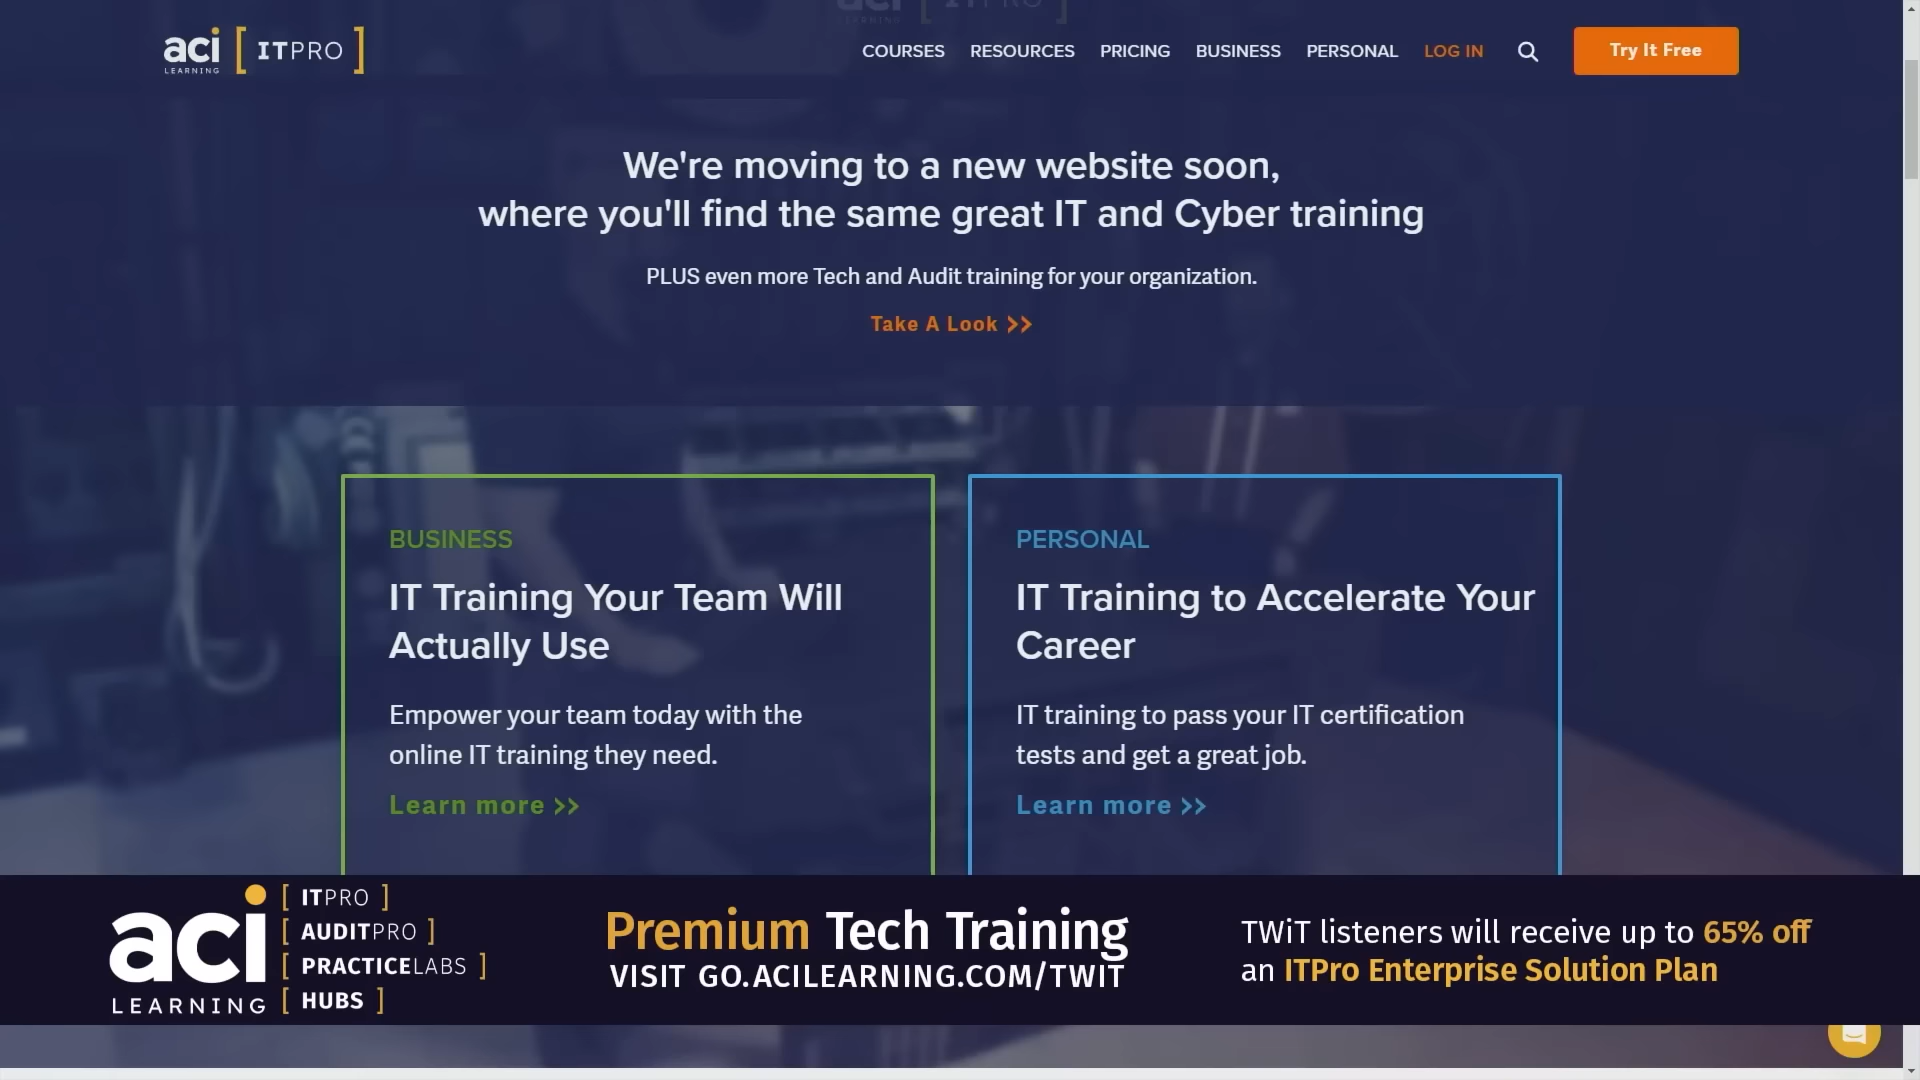 aci
LEARNING
[ ITPRO ]
COURSES
RESOURCES
PRICING
BUSINESS
PERSONAL
LOG IN
Try It Free
We're moving to a new website soon,
where you'll find the same great IT and Cyber training
PLUS even more Tech and Audit training for your organization.
Take A Look >>
BUSINESS
IT Training Your Team Will
Actually Use
Empower your team today with the
online IT training they need.
Learn more >>
PERSONAL
IT Training to Accelerate Your
Career
IT training to pass your IT certification
tests and get a great job.
Learn more >>
aci
LEARNING
[ ITPRO ]
[ AUDITPRO ]
[ PRACTICELABS ]
[ HUBS ]
Premium Tech Training
VISIT GO.ACILEARNING.COM/TWIT
TWiT listeners will receive up to 65% off
an ITPro Enterprise Solution Plan